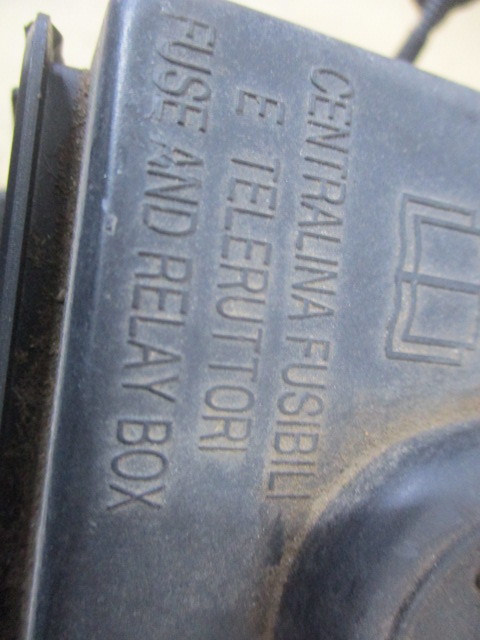 CENTRALINA FUSIBILI
E TELERUTTORI
FUSE AND RELAY BOX